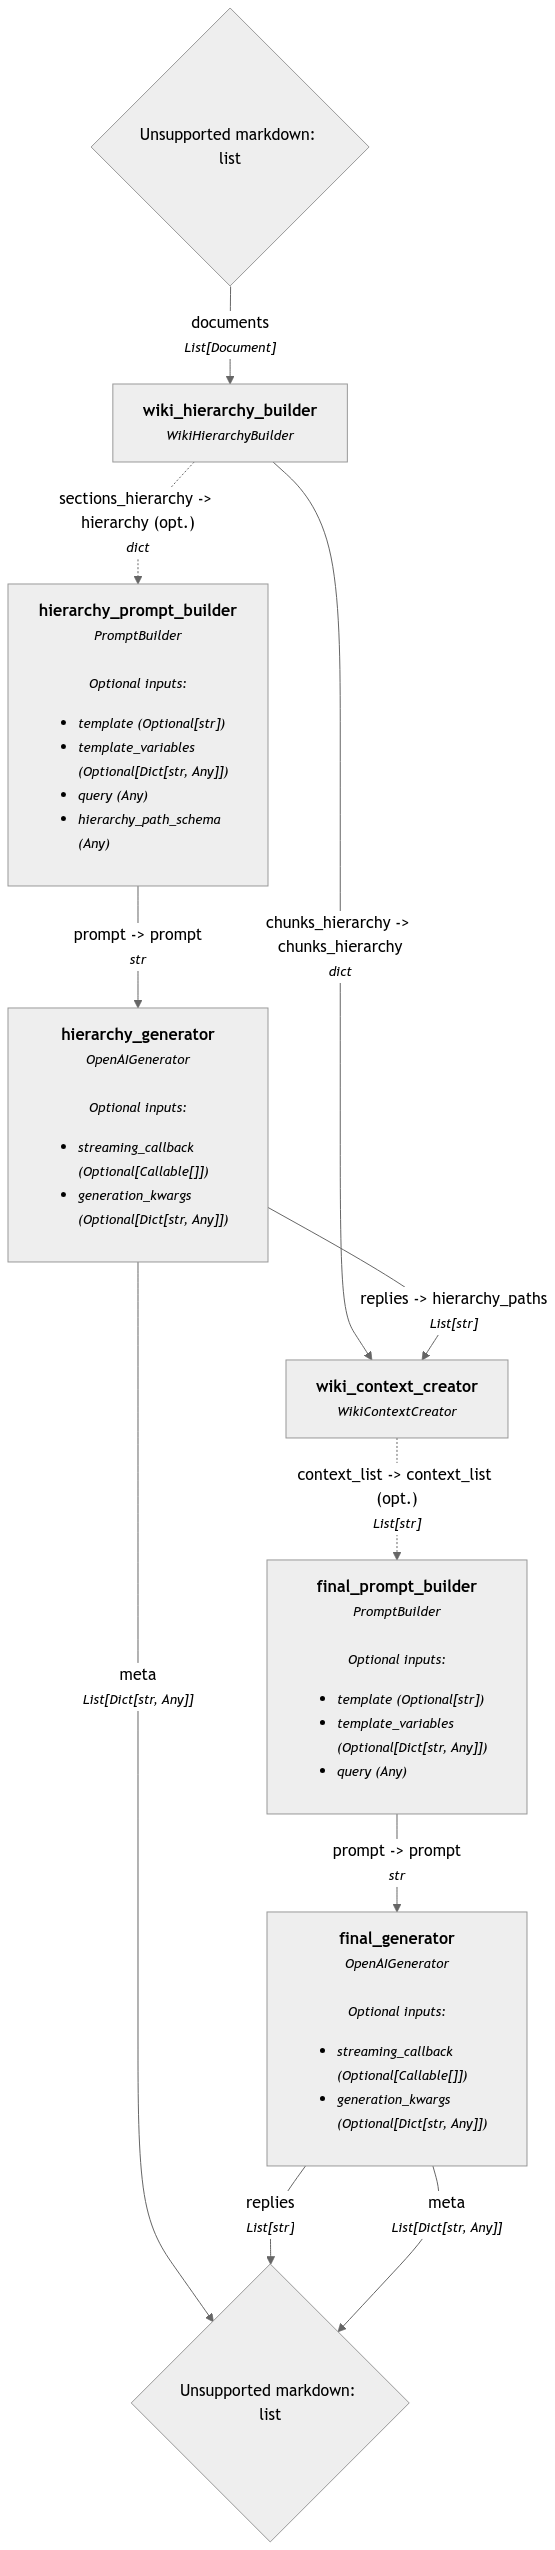 Unsupported markdown:
list
documents
List[Document]
wiki_hierarchy_builder
WikiHierarchyBuilder
sections_hierarchy ->
hierarchy (opt.)
dict
hierarchy_prompt_builder
PromptBuilder
Optional inputs:
• template (Optional[str])
• template_variables
(Optional[Dict[str, Any]])
• query (Any)
• hierarchy_path_schema
(Any)
chunks_hierarchy ->
chunks_hierarchy
dict
prompt -> prompt
str
hierarchy_generator
OpenAIGenerator
Optional inputs:
• streaming_callback
(Optional[Callable[]])
• generation_kwargs
(Optional[Dict[str, Any]])
replies -> hierarchy_paths
List[str]
wiki_context_creator
WikiContextCreator
context_list -> context_list
(opt.)
List[str]
final_prompt_builder
PromptBuilder
Optional inputs:
• template (Optional[str])
• template_variables
(Optional[Dict[str, Any]])
• query (Any)
meta
List[Dict[str, Any]]
prompt -> prompt
str
final_generator
OpenAIGenerator
Optional inputs:
• streaming_callback
(Optional[Callable[]])
• generation_kwargs
(Optional[Dict[str, Any]])
replies
List[str]
meta
List[Dict[str, Any]]
Unsupported markdown:
list